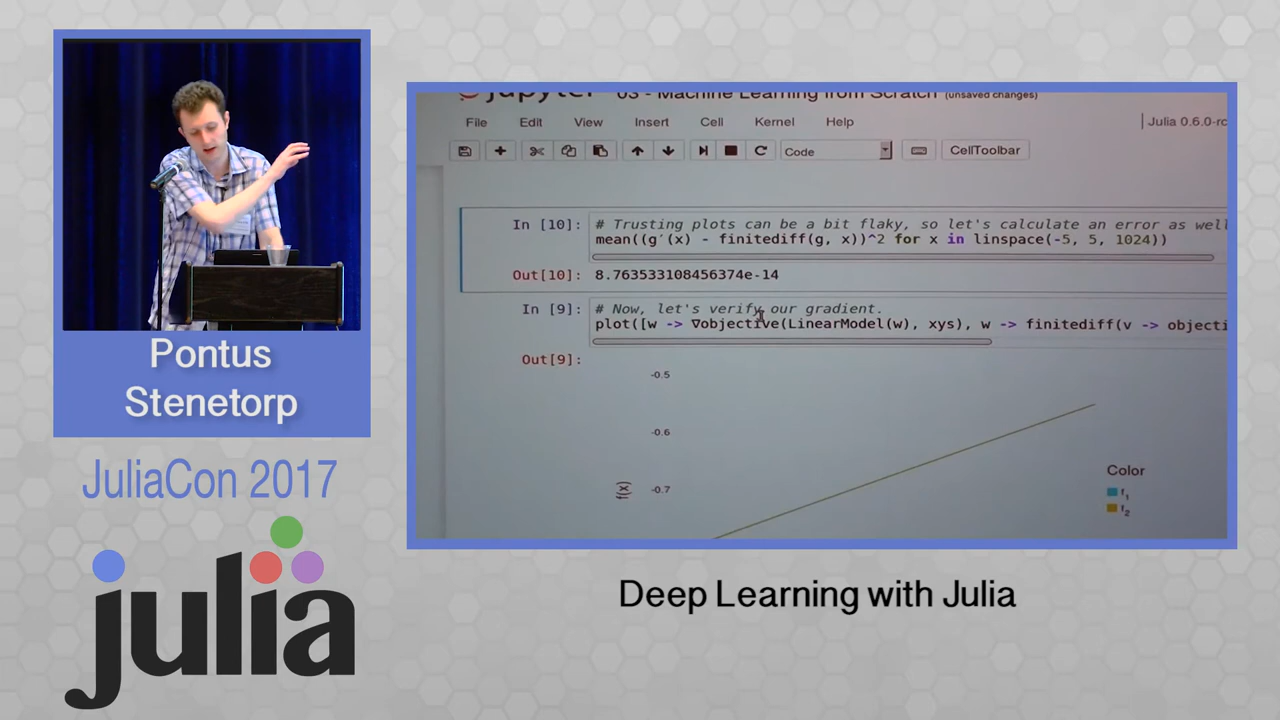 Pontus
Stenetorp
JuliaCon 2017
julia
jupyter 03 - Machine Learning from Scratch (unsaved changes)
File Edit View Insert Cell Kernel Help Julia 0.6.0-rc
Code CellToolbar
In [10]: # Trusting plots can be a bit flaky, so let's calculate an error as well
mean((g′(x) - finitediff(g, x))^2 for x in linspace(-5, 5, 1024))
Out[10]: 8.763533108456374e-14
In [9]: # Now, let's verify our gradient.
plot([w -> ∇objective(LinearModel(w), xys), w -> finitediff(v -> objecti
Out[9]:
-0.5
-0.6
-0.7
f(x)
Color
f₁
f₂
Deep Learning with Julia